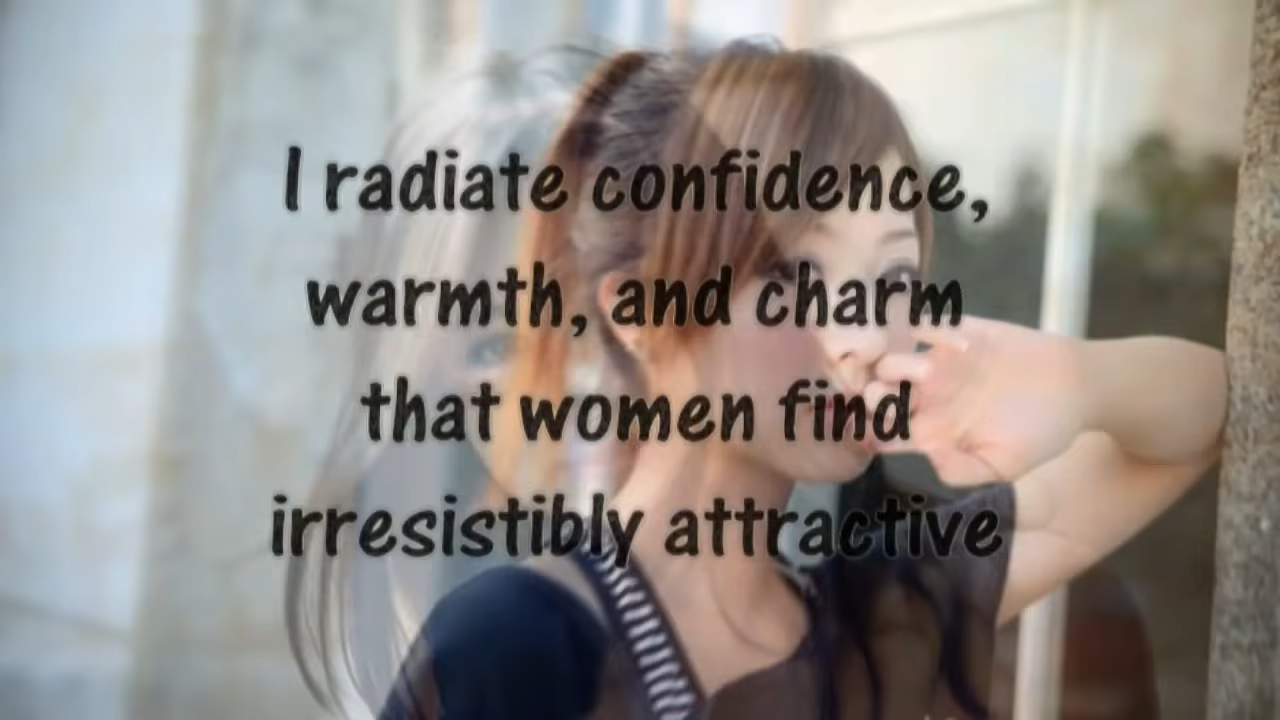 I radiate confidence,
warmth, and charm
that women find
irresistibly attractive